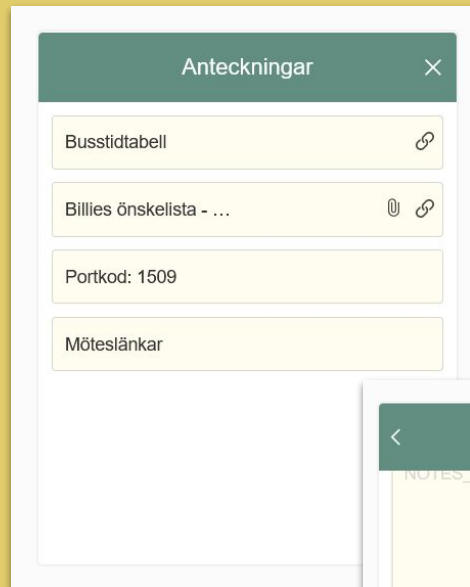 Anteckningar
Busstidtabell
Billies önskelista - ...
Portkod: 1509
Möteslänkar
NOTES_